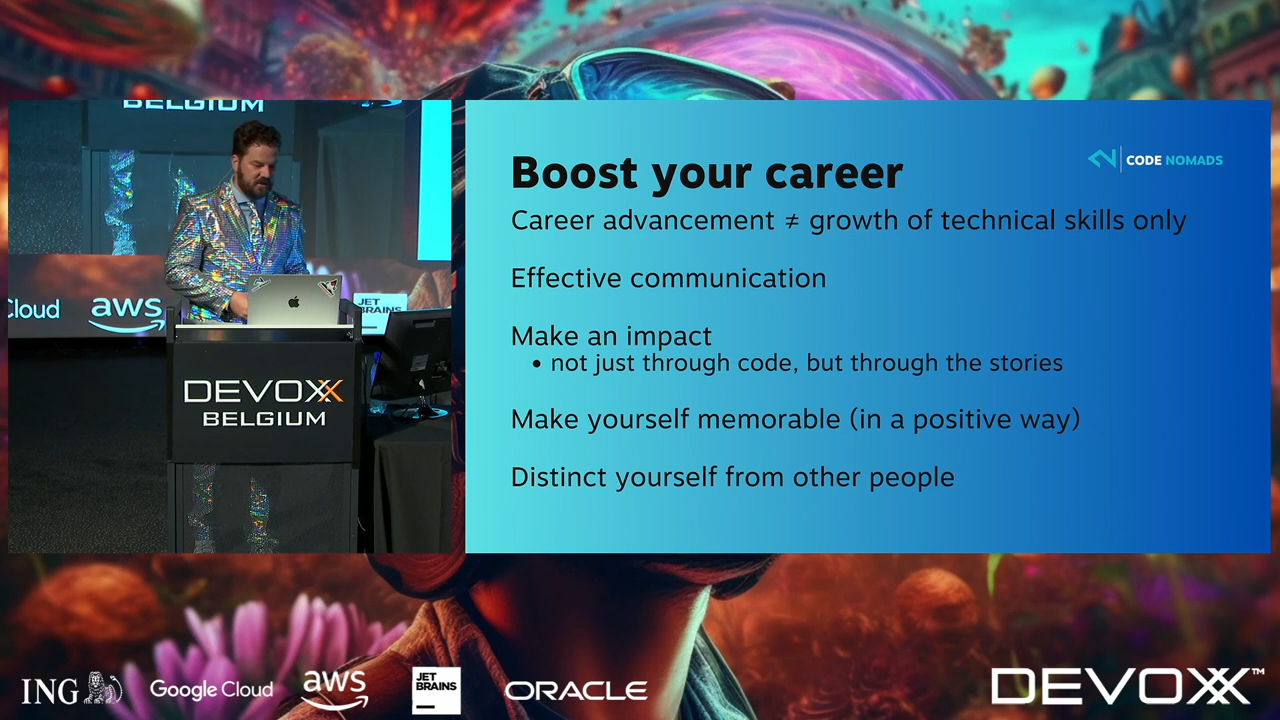 BELGIUM
Cloud
aws
JET
BRAINS
DEVOXX
BELGIUM
Boost your career
CODE NOMADS
Career advancement ≠ growth of technical skills only
Effective communication
Make an impact
• not just through code, but through the stories
Make yourself memorable (in a positive way)
Distinct yourself from other people
ING
Google Cloud
aws
JET
BRAINS
ORACLE
DEVOXX™